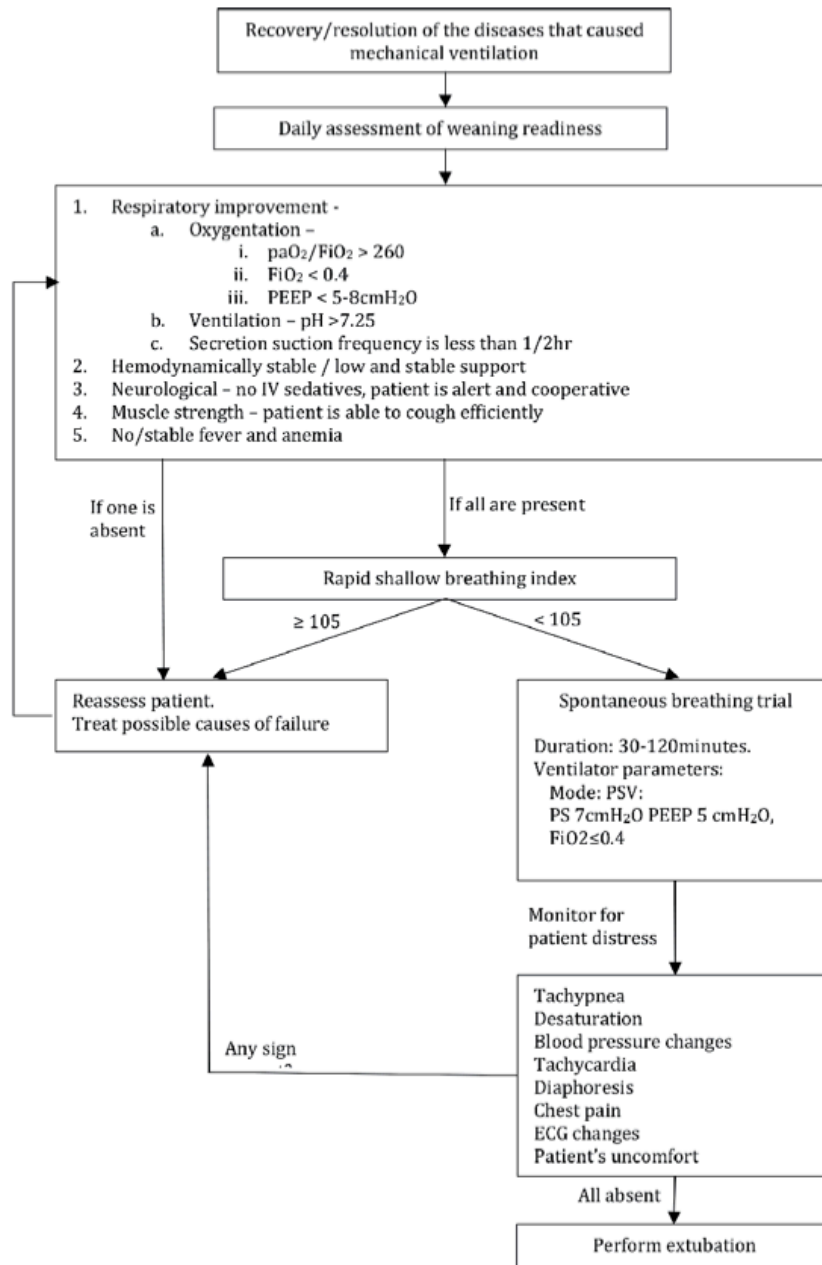 Recovery/resolution of the diseases that caused
mechanical ventilation
Daily assessment of weaning readiness
1. Respiratory improvement -
a. Oxygentation –
i. paO₂/FiO₂ > 260
ii. FiO₂ < 0.4
iii. PEEP < 5-8cmH₂O
b. Ventilation – pH >7.25
c. Secretion suction frequency is less than 1/2hr
2. Hemodynamically stable / low and stable support
3. Neurological – no IV sedatives, patient is alert and cooperative
4. Muscle strength – patient is able to cough efficiently
5. No/stable fever and anemia
If one is
absent
If all are present
Rapid shallow breathing index
≥ 105
< 105
Reassess patient.
Treat possible causes of failure
Spontaneous breathing trial
Duration: 30-120minutes.
Ventilator parameters:
Mode: PSV:
PS 7cmH₂O PEEP 5 cmH₂O,
FiO2≤0.4
Monitor for
patient distress
Tachypnea
Desaturation
Blood pressure changes
Tachycardia
Diaphoresis
Chest pain
ECG changes
Patient's uncomfort
Any sign
All absent
Perform extubation